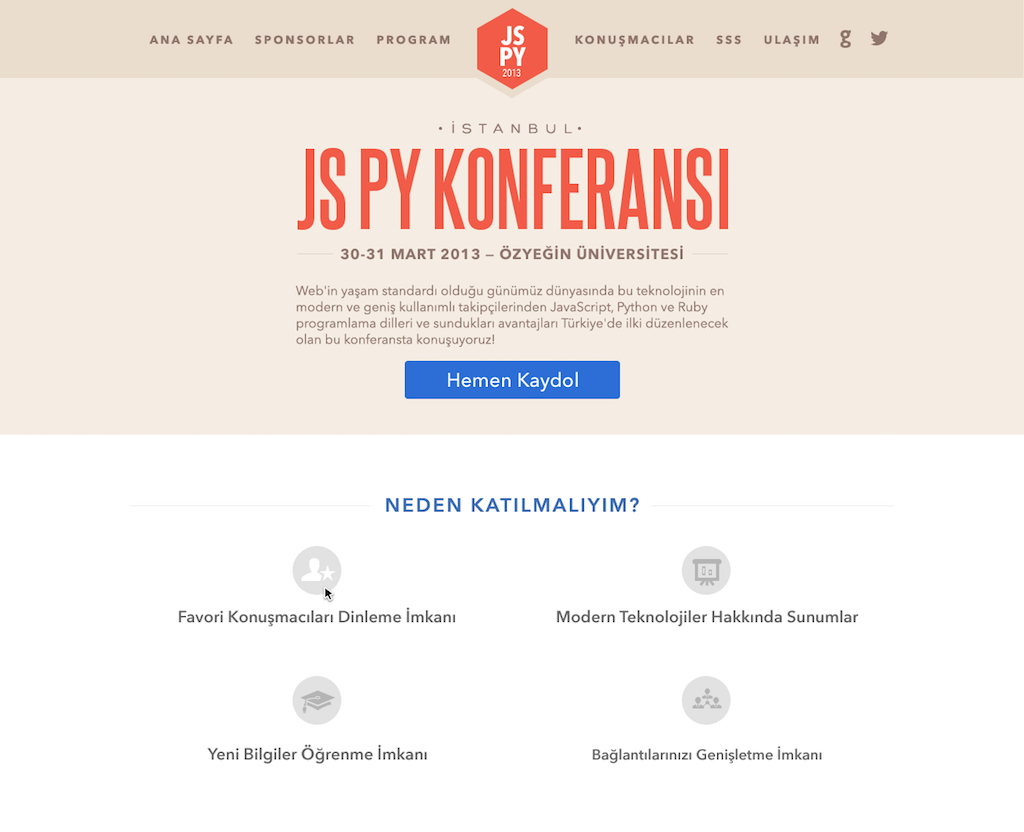 ANA SAYFA SPONSORLAR PROGRAM
JS
PY
2013
KONUŞMACILAR SSS ULAŞIM g
• İSTANBUL •
JS PY KONFERANSI
30-31 MART 2013 – ÖZYEĞİN ÜNİVERSİTESİ
Web'in yaşam standardı olduğu günümüz dünyasında bu teknolojinin en
modern ve geniş kullanımlı takipçilerinden JavaScript, Python ve Ruby
programlama dilleri ve sundukları avantajları Türkiye'de ilki düzenlenecek
olan bu konferansta konuşuyoruz!
Hemen Kaydol
NEDEN KATILMALIYIM?
Favori Konuşmacıları Dinleme İmkanı
Modern Teknolojiler Hakkında Sunumlar
Yeni Bilgiler Öğrenme İmkanı
Bağlantılarınızı Genişletme İmkanı